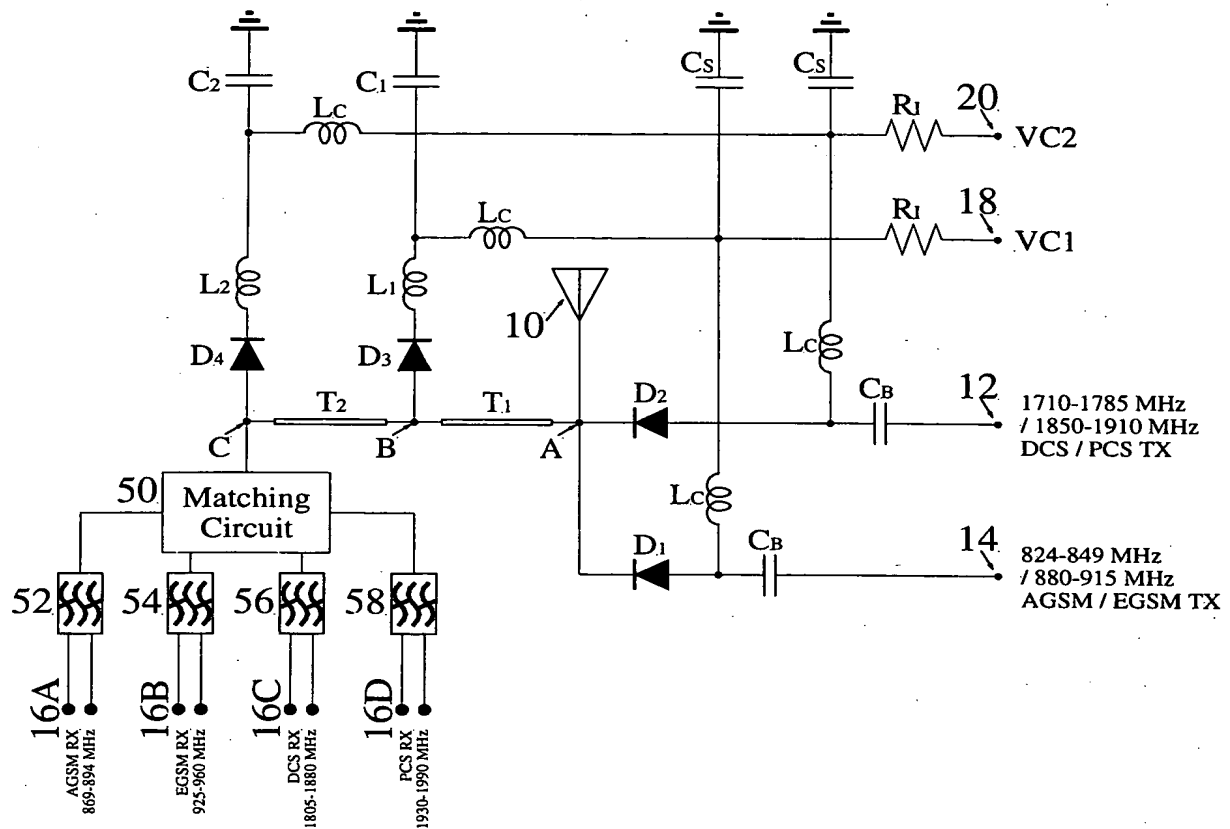 C2
C1
CS
CS
LC
RI
20
VC2
LC
RI
18
VC1
L2
L1
10
LC
D4
D3
D2
CB
12
T2
T1
C
B
A
1710-1785 MHz
/ 1850-1910 MHz
DCS / PCS TX
50
Matching
Circuit
LC
D1
CB
14
824-849 MHz
/ 880-915 MHz
AGSM / EGSM TX
52
54
56
58
16A
AGSM RX
869-894 MHz
16B
EGSM RX
925-960 MHz
16C
DCS RX
1805-1880 MHz
16D
PCS RX
1930-1990 MHz